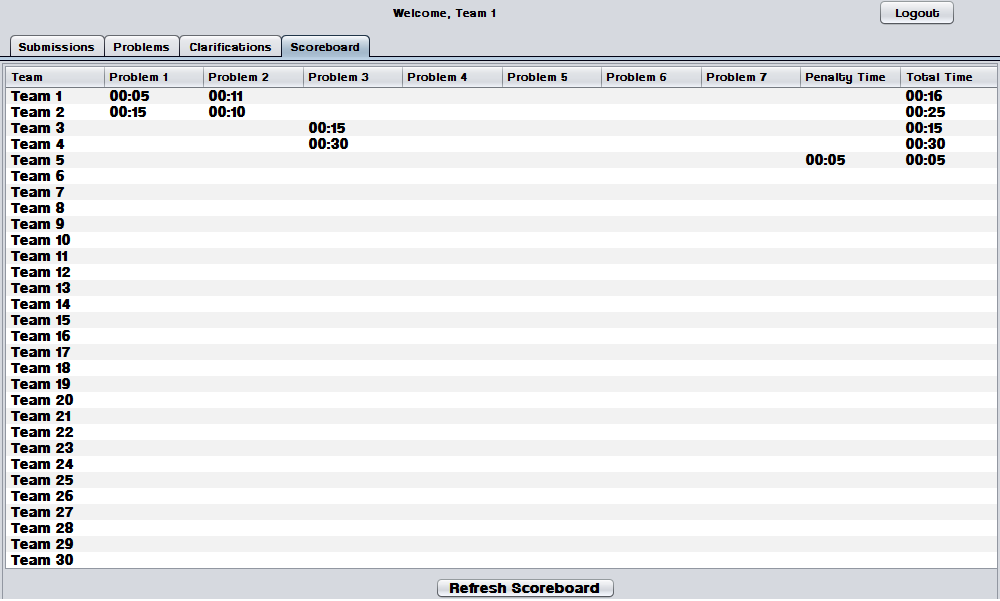 Welcome, Team 1 Logout
Submissions Problems Clarifications Scoreboard
Team Problem 1 Problem 2 Problem 3 Problem 4 Problem 5 Problem 6 Problem 7 Penalty Time Total Time
Team 1 00:05 00:11 00:16
Team 2 00:15 00:10 00:25
Team 3 00:15 00:15
Team 4 00:30 00:30
Team 5 00:05 00:05
Team 6
Team 7
Team 8
Team 9
Team 10
Team 11
Team 12
Team 13
Team 14
Team 15
Team 16
Team 17
Team 18
Team 19
Team 20
Team 21
Team 22
Team 23
Team 24
Team 25
Team 26
Team 27
Team 28
Team 29
Team 30
Refresh Scoreboard